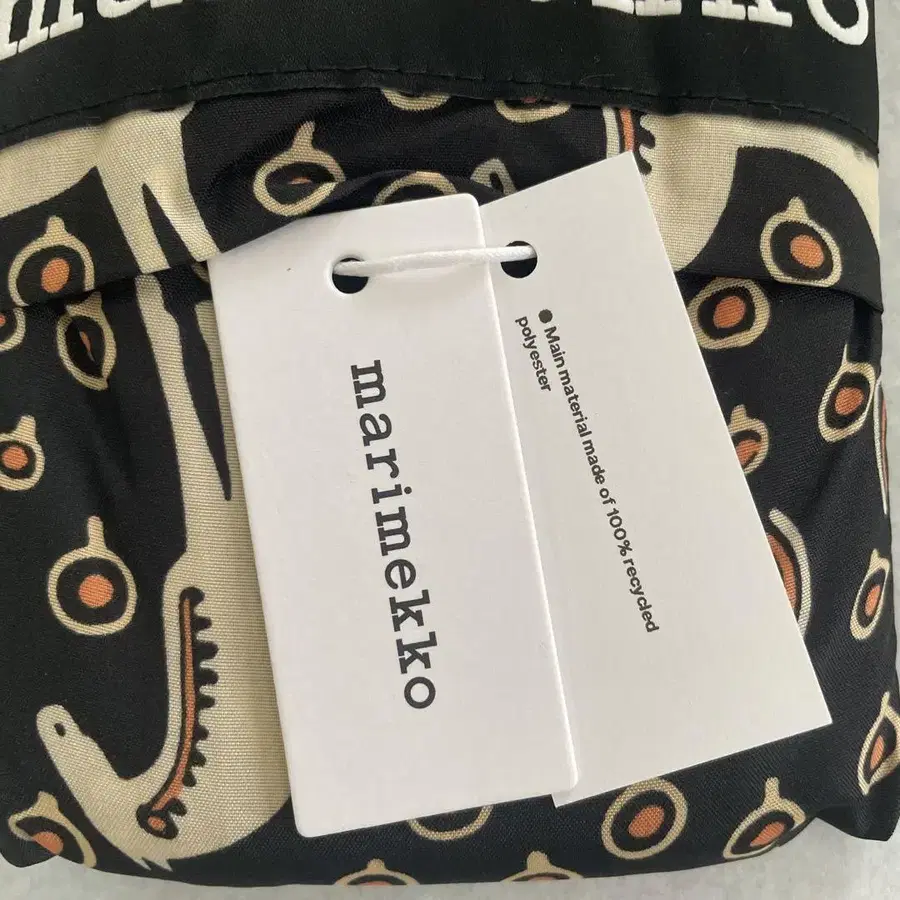 marimekko
● Main material made of 100% recycled
polyester